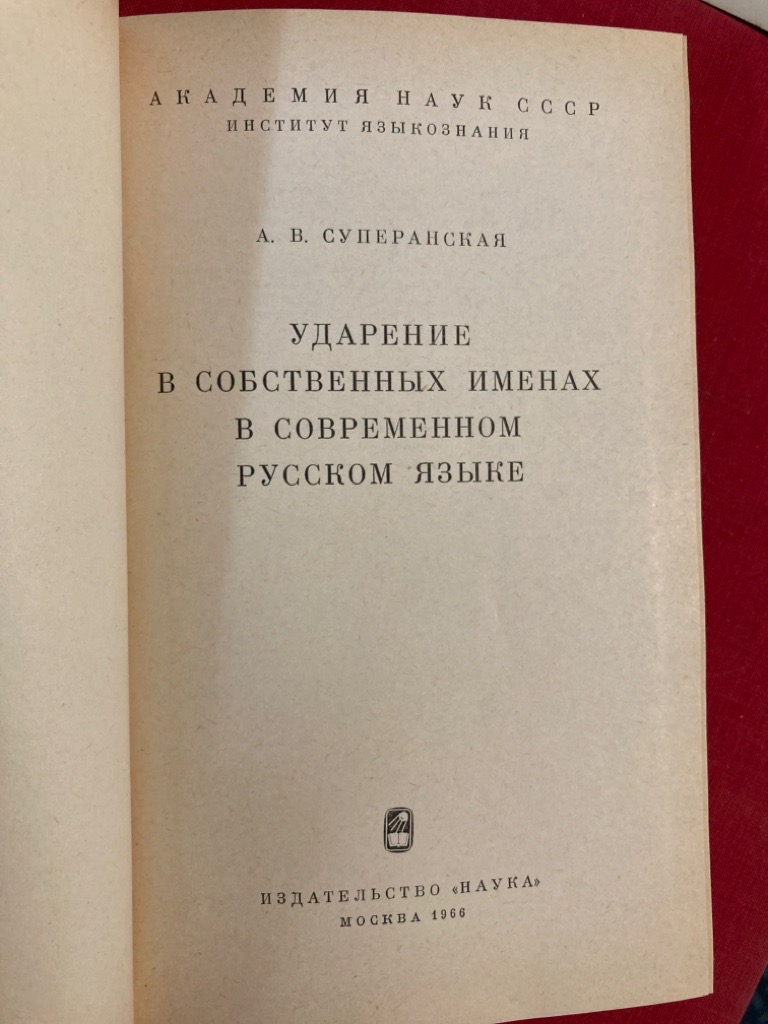 АКАДЕМИЯ НАУК СССР
ИНСТИТУТ ЯЗЫКОЗНАНИЯ
А. В. СУПЕРАНСКАЯ
УДАРЕНИЕ
В СОБСТВЕННЫХ ИМЕНАХ
В СОВРЕМЕННОМ
РУССКОМ ЯЗЫКЕ
ИЗДАТЕЛЬСТВО «НАУКА»
МОСКВА 1966